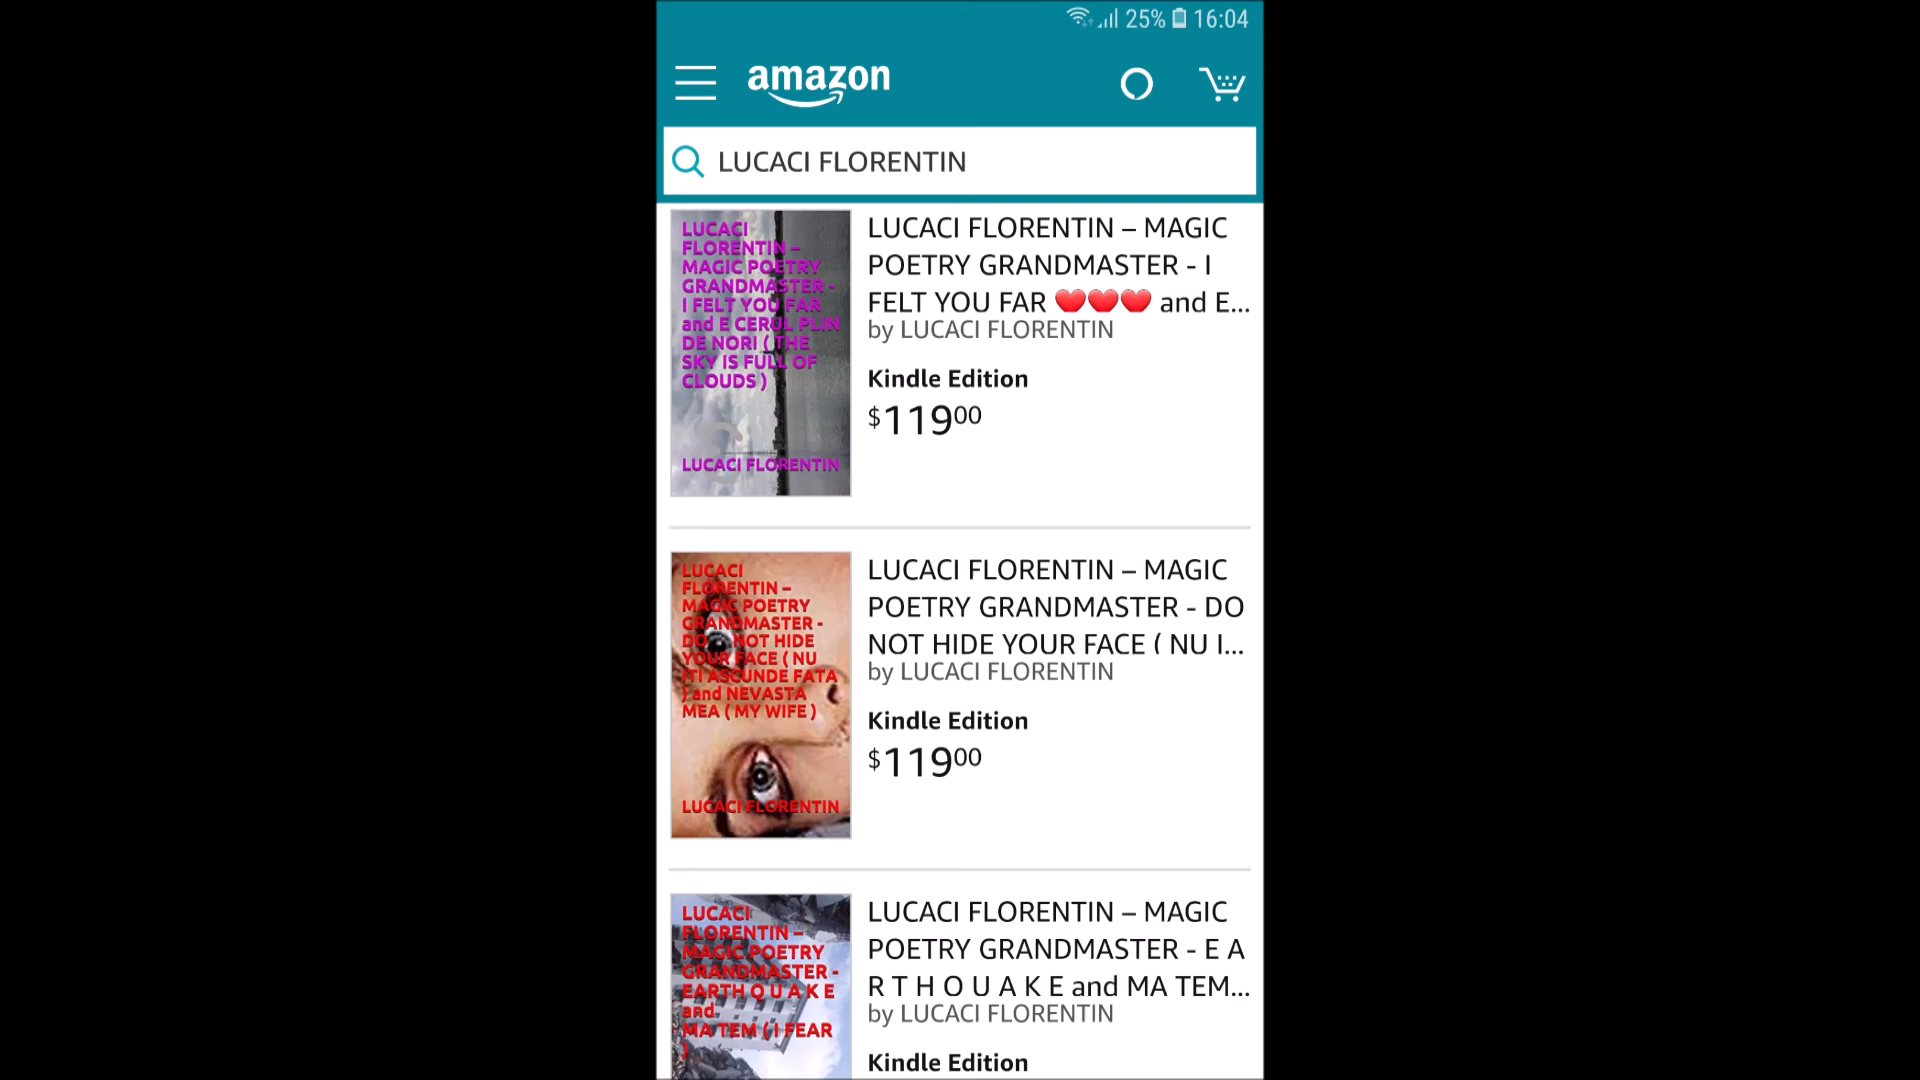 25% 16:04
amazon
LUCACI FLORENTIN
LUCACI
FLORENTIN –
MAGIC POETRY
GRANDMASTER -
I FELT YOU FAR
and E CERUL PLIN
DE NORI ( THE
SKY IS FULL OF
CLOUDS )
LUCACI FLORENTIN
LUCACI FLORENTIN – MAGIC
POETRY GRANDMASTER - I
FELT YOU FAR ❤️❤️❤️ and E...
by LUCACI FLORENTIN
Kindle Edition
$11900
LUCACI
FLORENTIN –
MAGIC POETRY
GRANDMASTER -
DO NOT HIDE
YOUR FACE ( NU
ITI ASCUNDE FATA
) and NEVASTA
MEA ( MY WIFE )
LUCACI FLORENTIN
LUCACI FLORENTIN – MAGIC
POETRY GRANDMASTER - DO
NOT HIDE YOUR FACE ( NU I...
by LUCACI FLORENTIN
Kindle Edition
$11900
LUCACI
FLORENTIN –
MAGIC POETRY
GRANDMASTER -
EARTH Q U A K E
and
MA TEM ( I FEAR
)
LUCACI FLORENTIN – MAGIC
POETRY GRANDMASTER - E A
R T H Q U A K E and MA TEM...
by LUCACI FLORENTIN
Kindle Edition